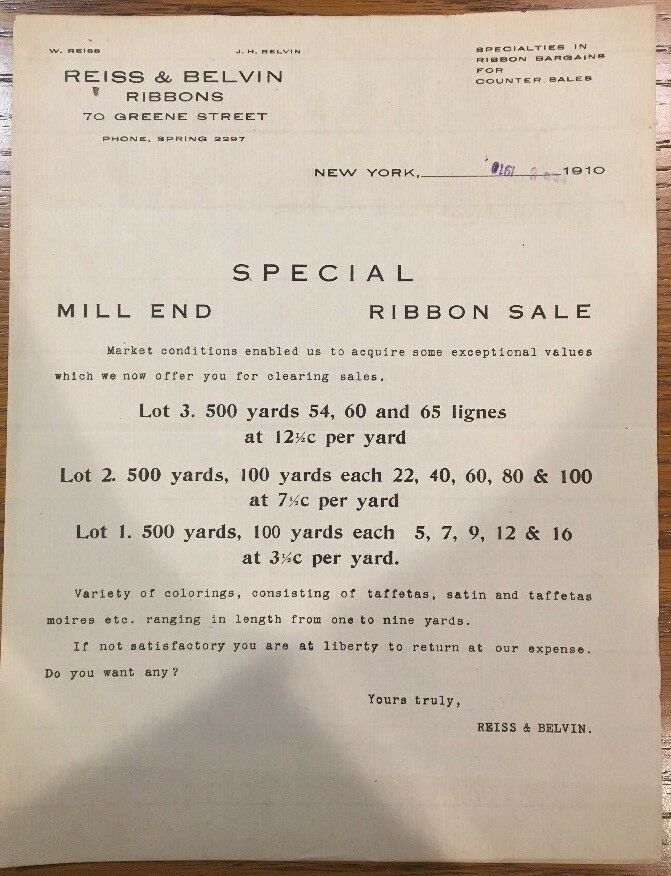 W. REISS J. H. BELVIN
REISS & BELVIN
RIBBONS
70 GREENE STREET
PHONE, SPRING 2297
SPECIALTIES IN
RIBBON BARGAINS
FOR
COUNTER SALES
NEW YORK, 1910
SPECIAL
MILL END RIBBON SALE
Market conditions enabled us to acquire some exceptional values
which we now offer you for clearing sales.
Lot 3. 500 yards 54, 60 and 65 lignes
at 12½c per yard
Lot 2. 500 yards, 100 yards each 22, 40, 60, 80 & 100
at 7½c per yard
Lot 1. 500 yards, 100 yards each 5, 7, 9, 12 & 16
at 3½c per yard.
Variety of colorings, consisting of taffetas, satin and taffetas
moires etc. ranging in length from one to nine yards.
If not satisfactory you are at liberty to return at our expense.
Do you want any?
Yours truly,
REISS & BELVIN.